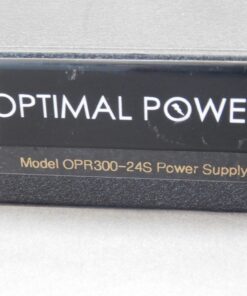 OPTIMAL POWE
Model OPR300-24S Power Supply